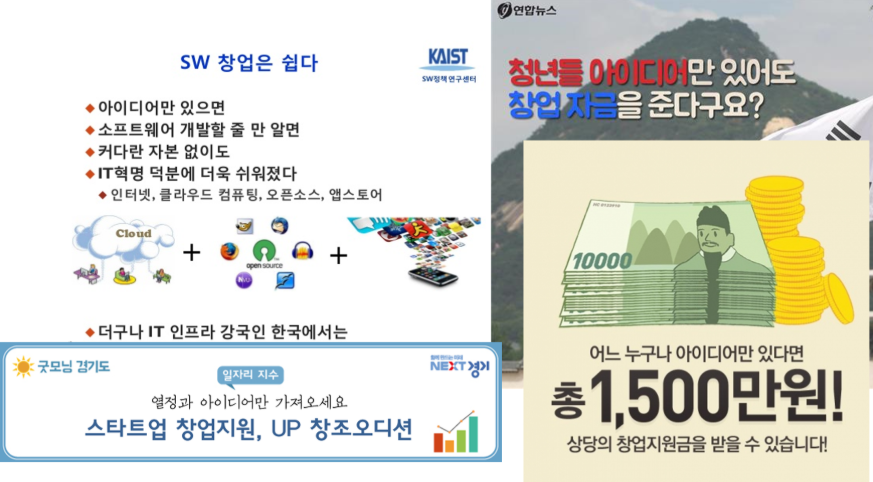 SW 창업은 쉽다
KAIST
SW정책 연구센터
아이디어만 있으면
소프트웨어 개발할 줄 만 알면
커다란 자본 없이도
IT혁명 덕분에 더욱 쉬워졌다
인터넷, 클라우드 컴퓨팅, 오픈소스, 앱스토어
Cloud
+
open source
+
더구나 IT 인프라 강국인 한국에서는
굿모닝 경기도
NEXT 경기
일자리 지수
열정과 아이디어만 가져오세요
스타트업 창업지원, UP 창조오디션
연합뉴스
청년들 아이디어만 있어도
창업 자금을 준다구요?
10000
어느 누구나 아이디어만 있다면
총 1,500만원!
상당의 창업지원금을 받을 수 있습니다!